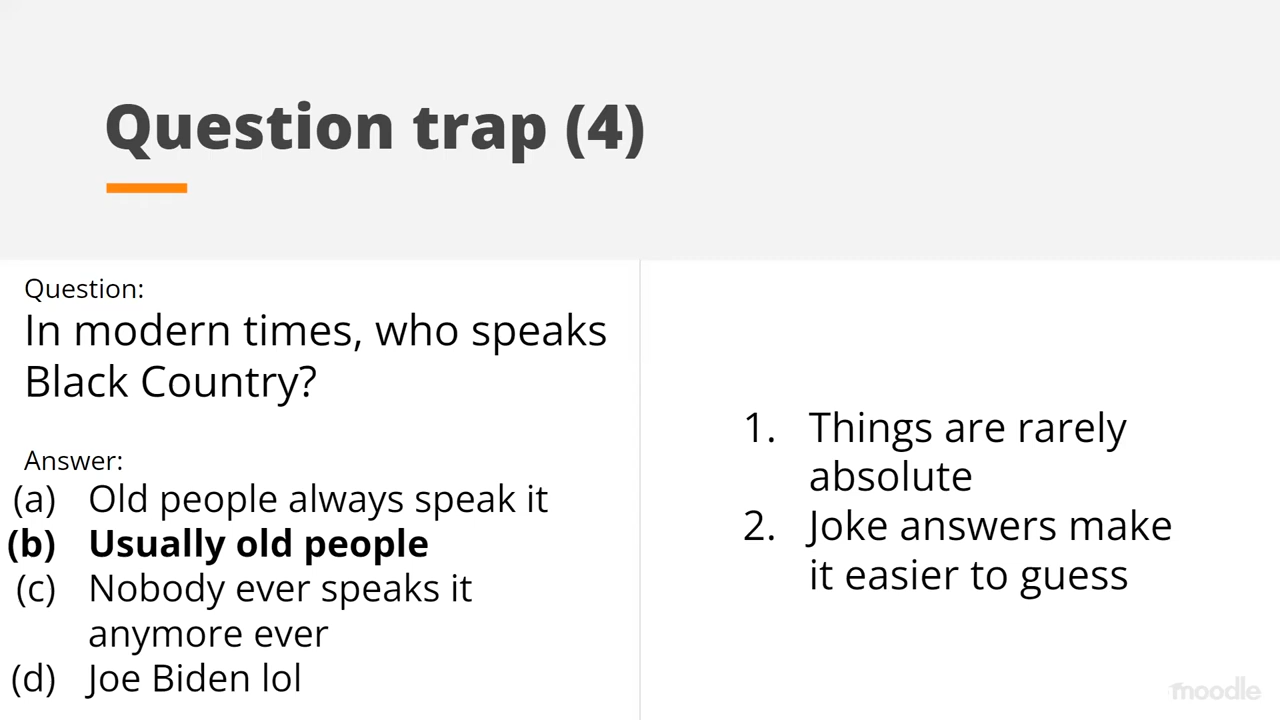 Question trap (4)
Question:
In modern times, who speaks
Black Country?
Answer:
(a) Old people always speak it
(b) Usually old people
(c) Nobody ever speaks it
anymore ever
(d) Joe Biden lol
1. Things are rarely
absolute
2. Joke answers make
it easier to guess
moodle